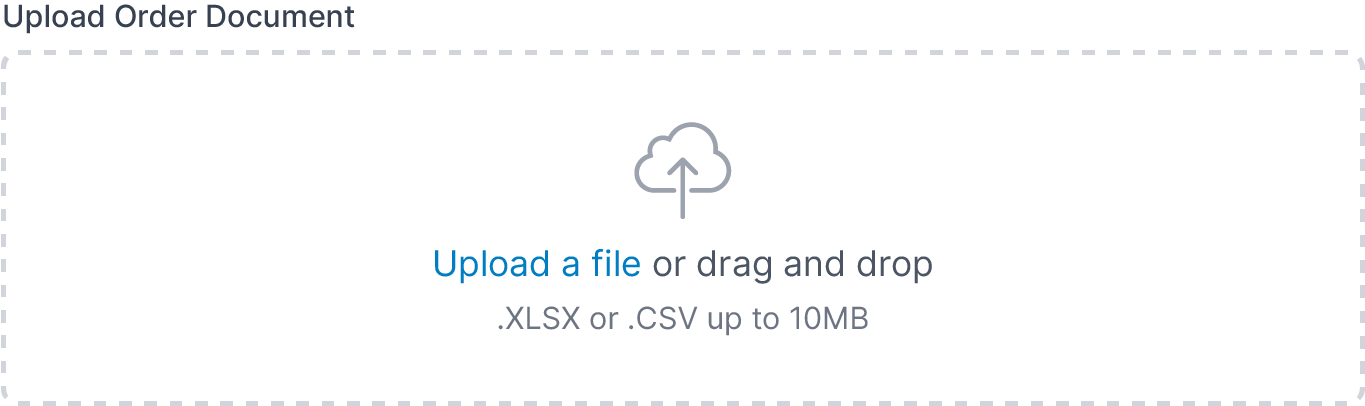 Upload Order Document
Upload a file or drag and drop
.XLSX or .CSV up to 10MB